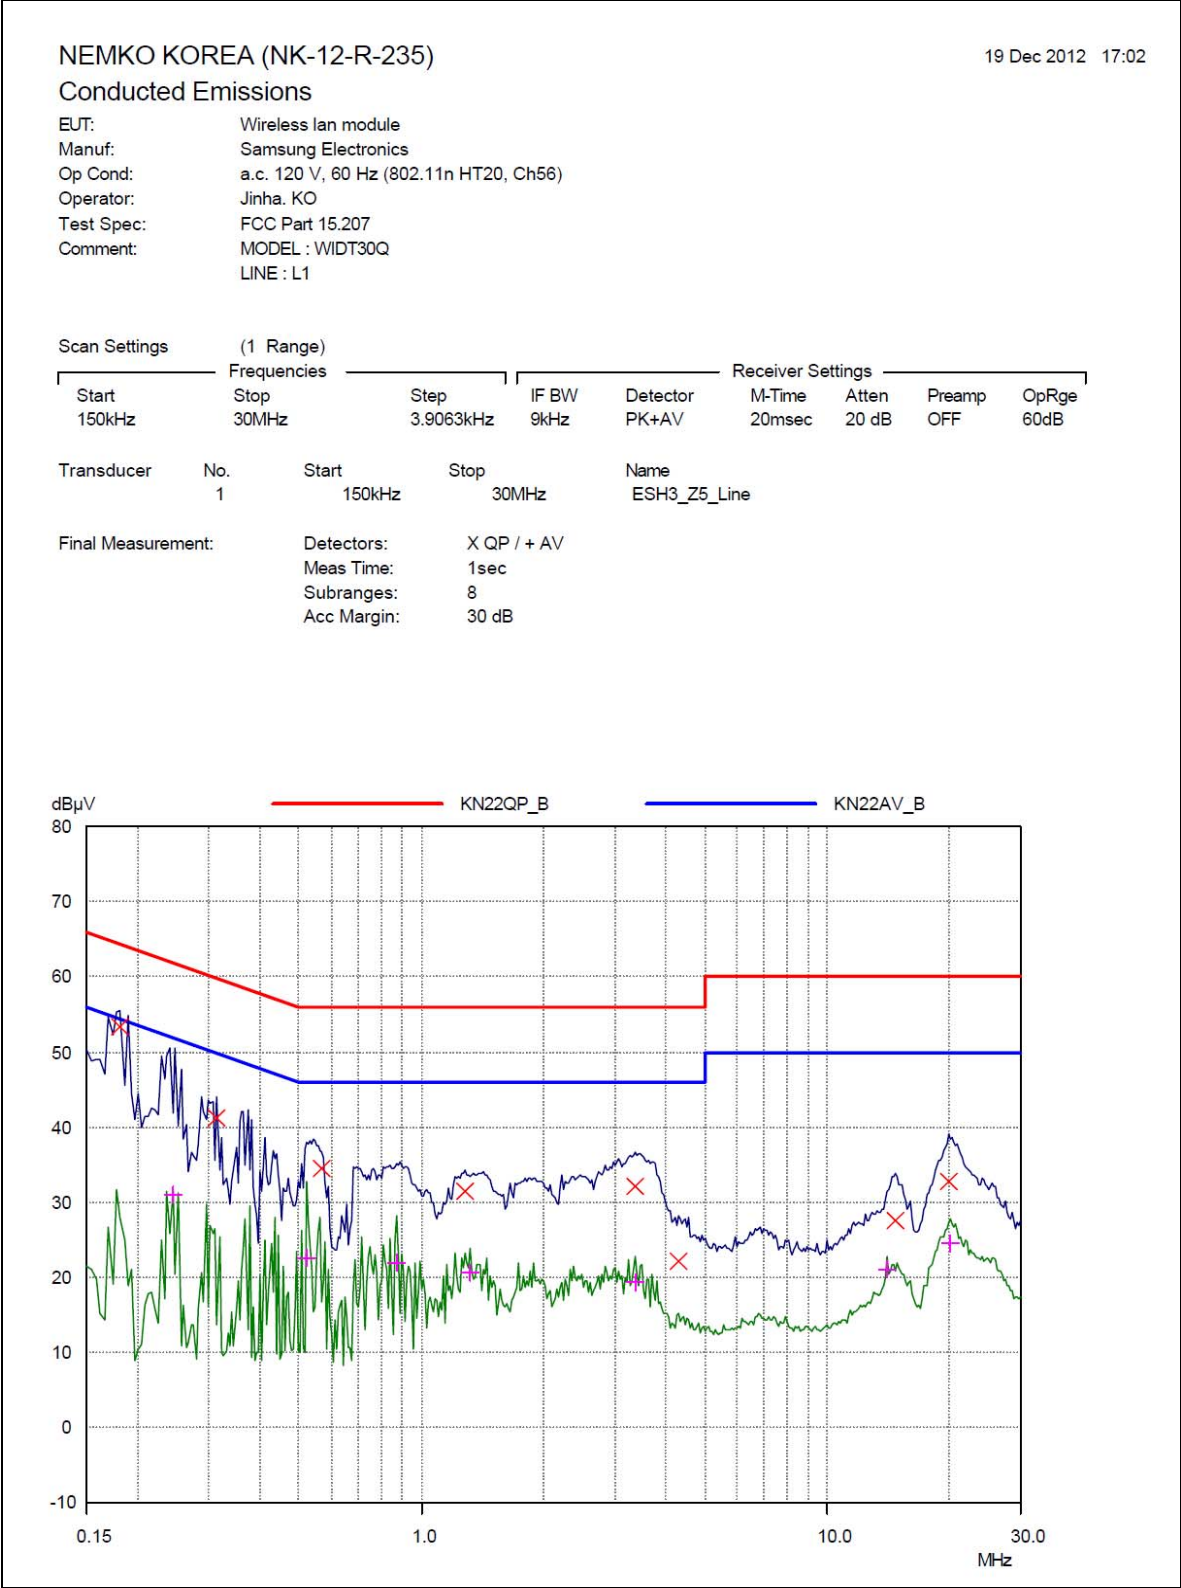 NEMKO KOREA (NK-12-R-235) 19 Dec 2012 17:02
Conducted Emissions
EUT: Wireless lan module
Manuf: Samsung Electronics
Op Cond: a.c. 120 V, 60 Hz (802.11n HT20, Ch56)
Operator: Jinha. KO
Test Spec: FCC Part 15.207
Comment: MODEL : WIDT30Q
LINE : L1
Scan Settings (1 Range)
Frequencies Receiver Settings
Start Stop Step IF BW Detector M-Time Atten Preamp OpRge
150kHz 30MHz 3.9063kHz 9kHz PK+AV 20msec 20 dB OFF 60dB
Transducer No. Start Stop Name
1 150kHz 30MHz ESH3_Z5_Line
Final Measurement: Detectors: X QP / + AV
Meas Time: 1sec
Subranges: 8
Acc Margin: 30 dB
dBµV KN22QP_B KN22AV_B
80
70
60
50
40
30
20
10
0
-10
0.15 1.0 10.0 30.0
MHz